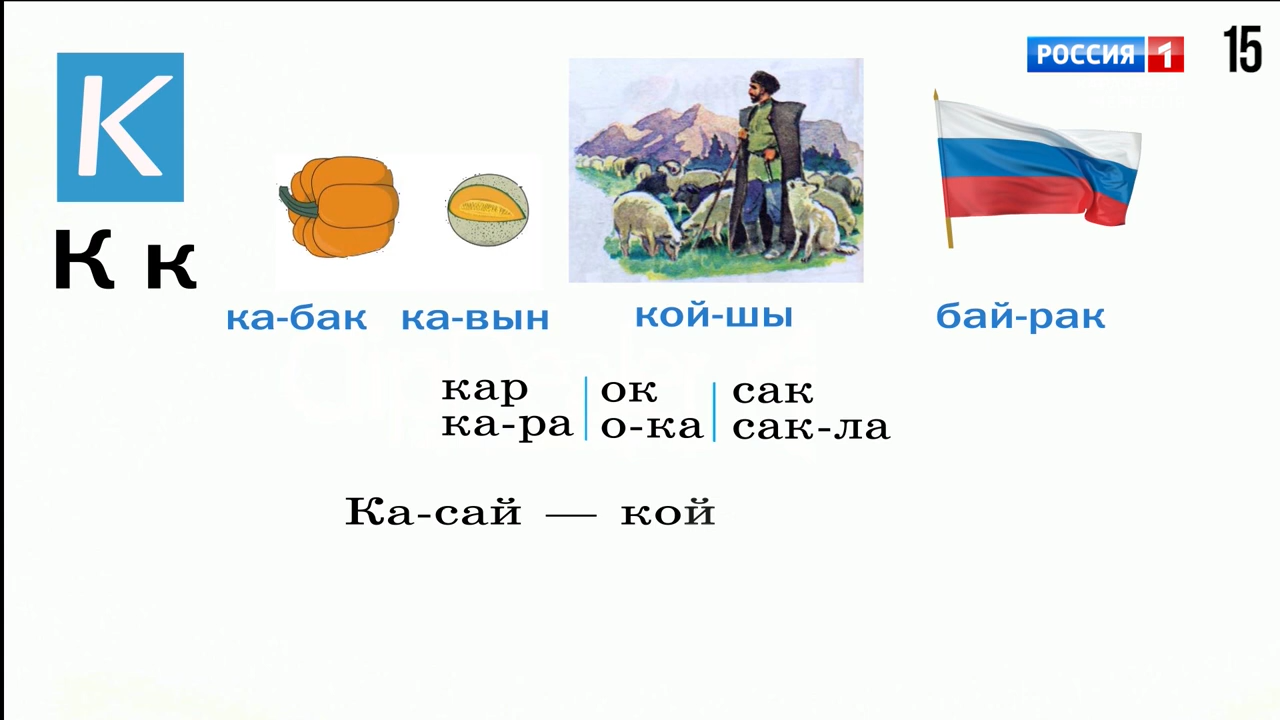 РОССИЯ 1
15
К
К к
ка-бак ка-вын кой-шы бай-рак
кар ок сак
ка-ра о-ка сак-ла
Ка-сай — кой